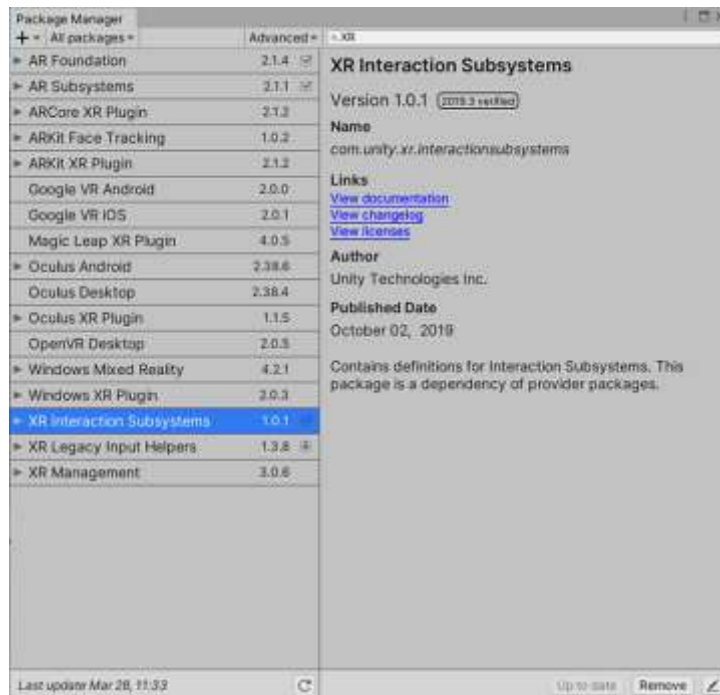 Package Manager
+ All packages Advanced XR
AR Foundation 2.1.4
AR Subsystems 2.1.1
ARCore XR Plugin 2.1.2
ARKit Face Tracking 1.0.2
ARKit XR Plugin 2.1.2
Google VR Android 2.0.0
Google VR iOS 2.0.1
Magic Leap XR Plugin 4.0.5
Oculus Android 2.38.6
Oculus Desktop 2.38.4
Oculus XR Plugin 1.1.5
OpenVR Desktop 2.0.5
Windows Mixed Reality 4.2.1
Windows XR Plugin 2.0.3
XR Interaction Subsystems 1.0.1
XR Legacy Input Helpers 1.3.8
XR Management 3.0.6
Last update Mar 28, 11:33
XR Interaction Subsystems
Version 1.0.1 2019.3 verified
Name
com.unity.xr.interactionsubsystems
Links
View documentation
View changelog
View licenses
Author
Unity Technologies Inc.
Published Date
October 02, 2019
Contains definitions for Interaction Subsystems. This
package is a dependency of provider packages.
Up to date Remove